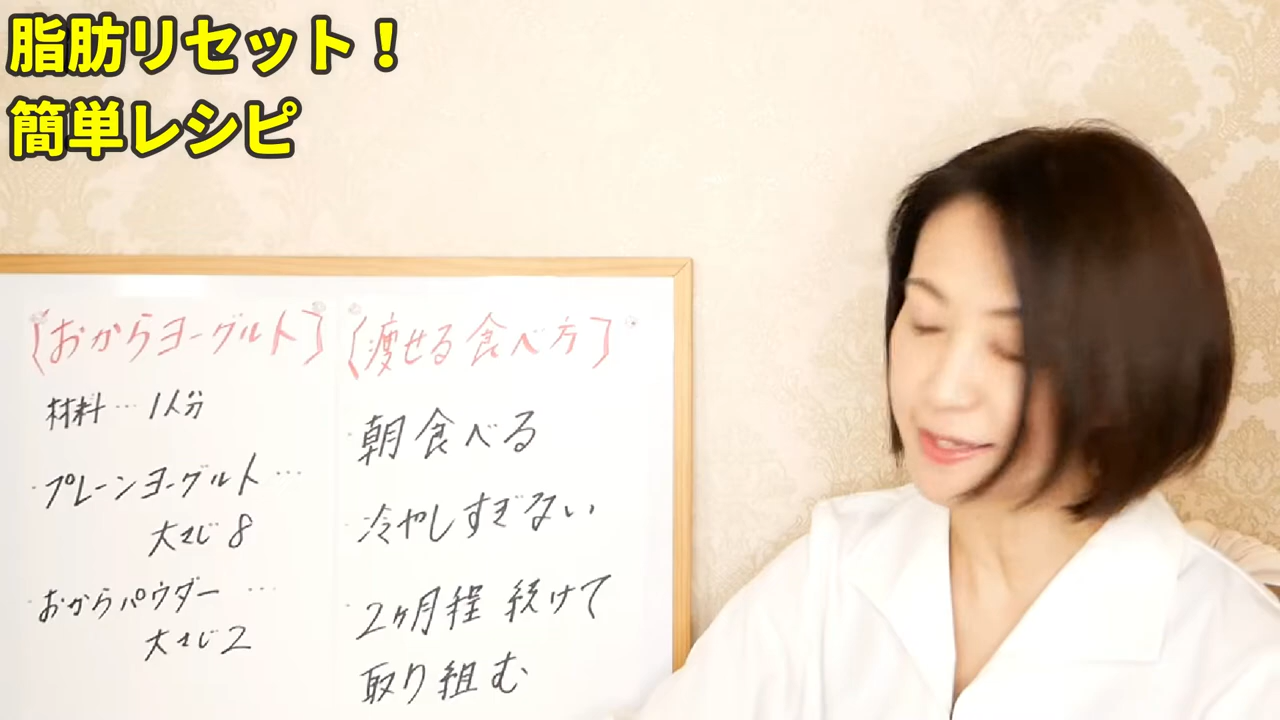 脂肪リセット！
簡単レシピ
〔おからヨーグルト〕
材料…1人分
・プレーンヨーグルト…
大さじ8
・おからパウダー…
大さじ2
〔痩せる食べ方〕
・朝食べる
・冷やしすぎない
・2ヶ月程続けて
取り組む